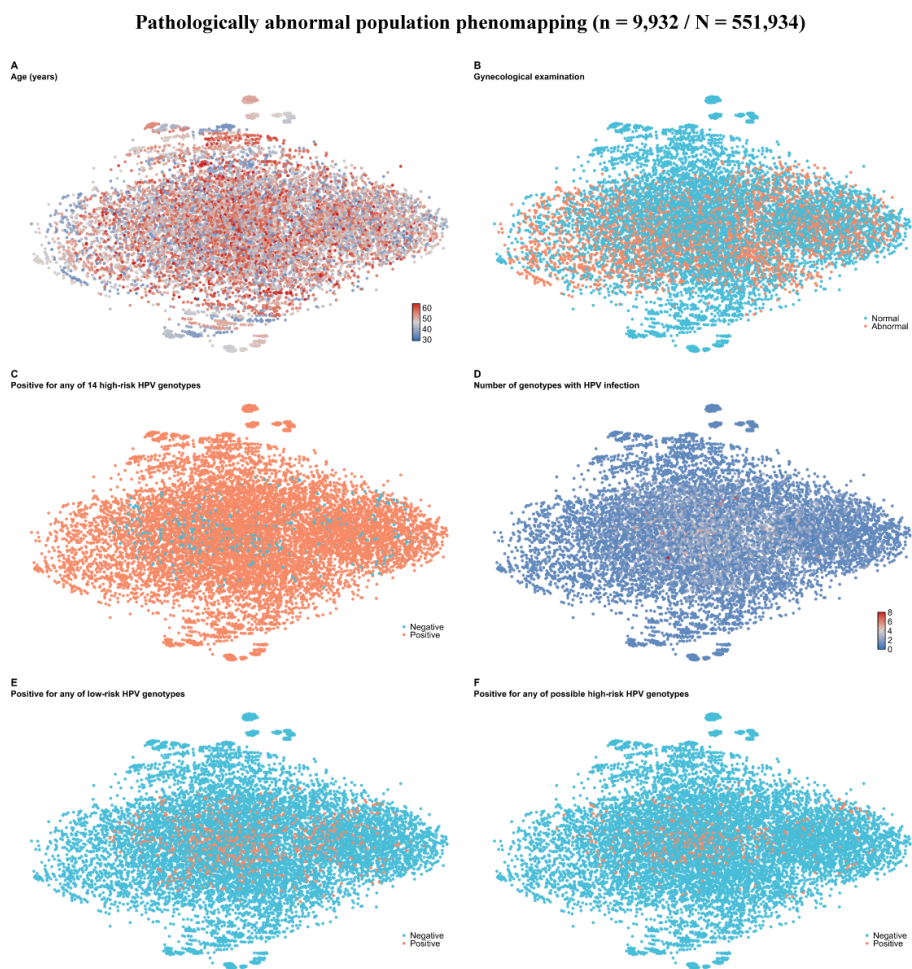 Pathologically abnormal population phenomapping (n = 9,932 / N = 551,934)
A
Age (years)
60
50
40
30
B
Gynecological examination
Normal
Abnormal
C
Positive for any of 14 high-risk HPV genotypes
Negative
Positive
D
Number of genotypes with HPV infection
8
6
4
2
0
E
Positive for any of low-risk HPV genotypes
Negative
Positive
F
Positive for any of possible high-risk HPV genotypes
Negative
Positive